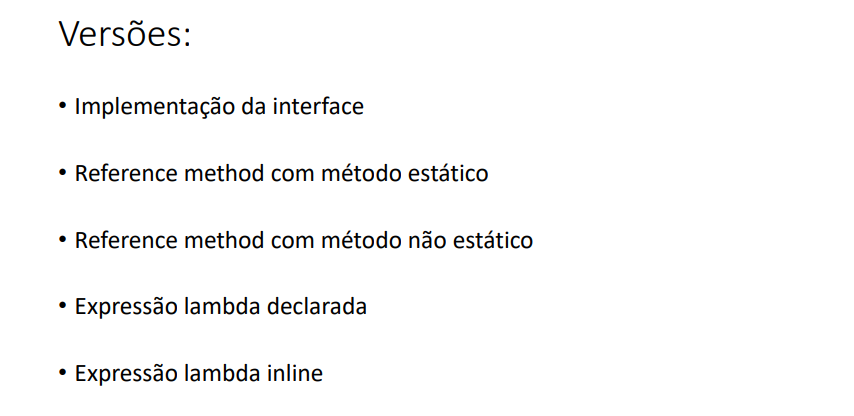 Versões:
• Implementação da interface
• Reference method com método estático
• Reference method com método não estático
• Expressão lambda declarada
• Expressão lambda inline